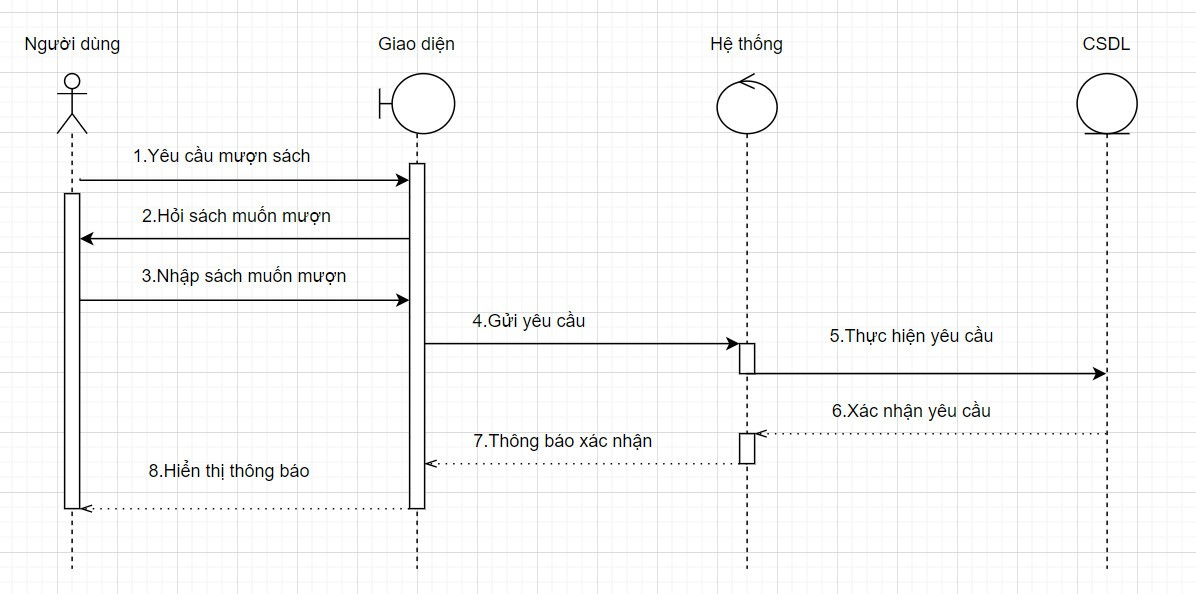 Người dùng
Giao diện
Hệ thống
CSDL
1.Yêu cầu mượn sách
2.Hỏi sách muốn mượn
3.Nhập sách muốn mượn
4.Gửi yêu cầu
5.Thực hiện yêu cầu
6.Xác nhận yêu cầu
7.Thông báo xác nhận
8.Hiển thị thông báo